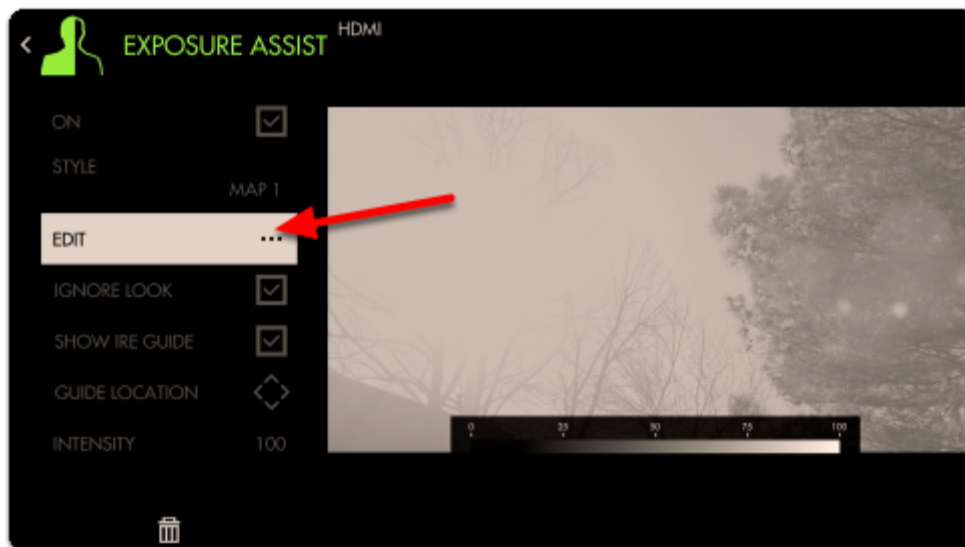 HDMI
EXPOSURE ASSIST
ON
STYLE
MAP 1
EDIT ...
IGNORE LOOK
SHOW IRE GUIDE
GUIDE LOCATION
INTENSITY 100
0 25 50 75 100